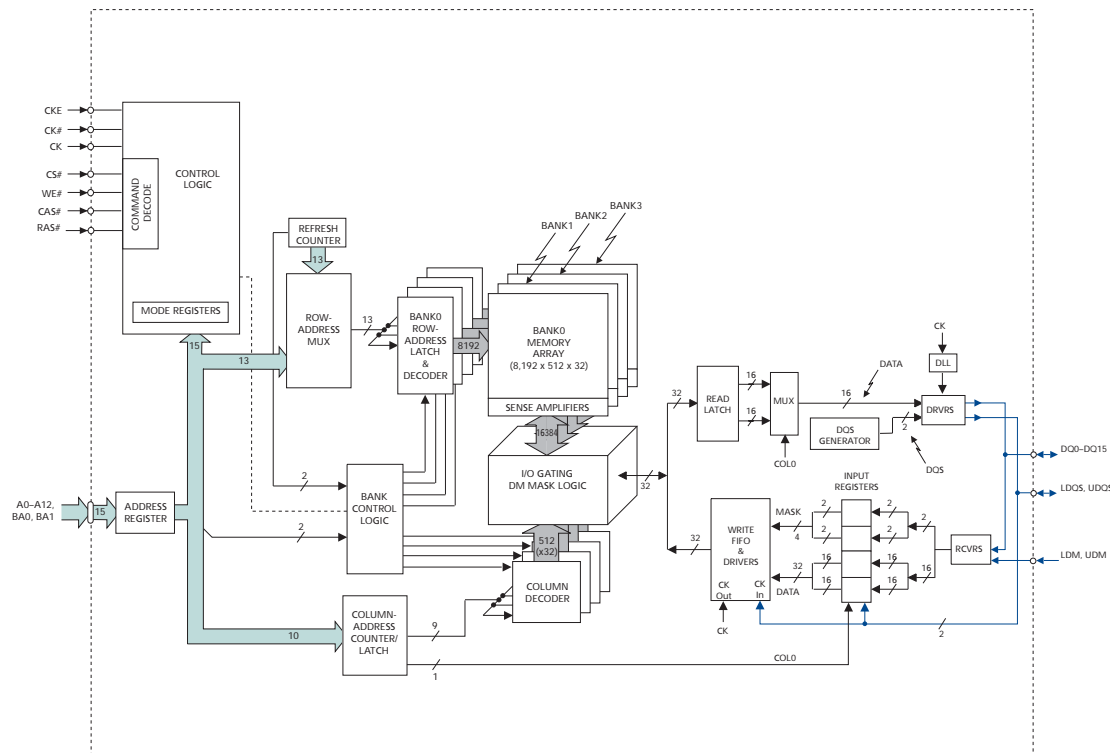 CKE
CK#
CK
CS#
WE#
CAS#
RAS#
COMMAND
DECODE
CONTROL
LOGIC
MODE REGISTERS
15
REFRESH
COUNTER
13
13
ROW-
ADDRESS
MUX
13
BANK0
ROW-
ADDRESS
LATCH
&
DECODER
8192
BANK1
BANK2
BANK3
BANK0
MEMORY
ARRAY
(8,192 x 512 x 32)
SENSE AMPLIFIERS
16384
I/O GATING
DM MASK LOGIC
512
(x32)
COLUMN
DECODER
A0–A12,
BA0, BA1
15
ADDRESS
REGISTER
2
2
BANK
CONTROL
LOGIC
10
COLUMN-
ADDRESS
COUNTER/
LATCH
9
1
COL0
32
32
32
READ
LATCH
16
16
MUX
COL0
16
DATA
DQS
GENERATOR
2
DQS
CK
DLL
DRVRS
DQ0–DQ15
LDQS, UDQS
LDM, UDM
INPUT
REGISTERS
WRITE
FIFO
&
DRIVERS
CK
Out
CK
In
CK
MASK
4
32
DATA
2
2
16
16
2
2
16
16
2
16
RCVRS
2